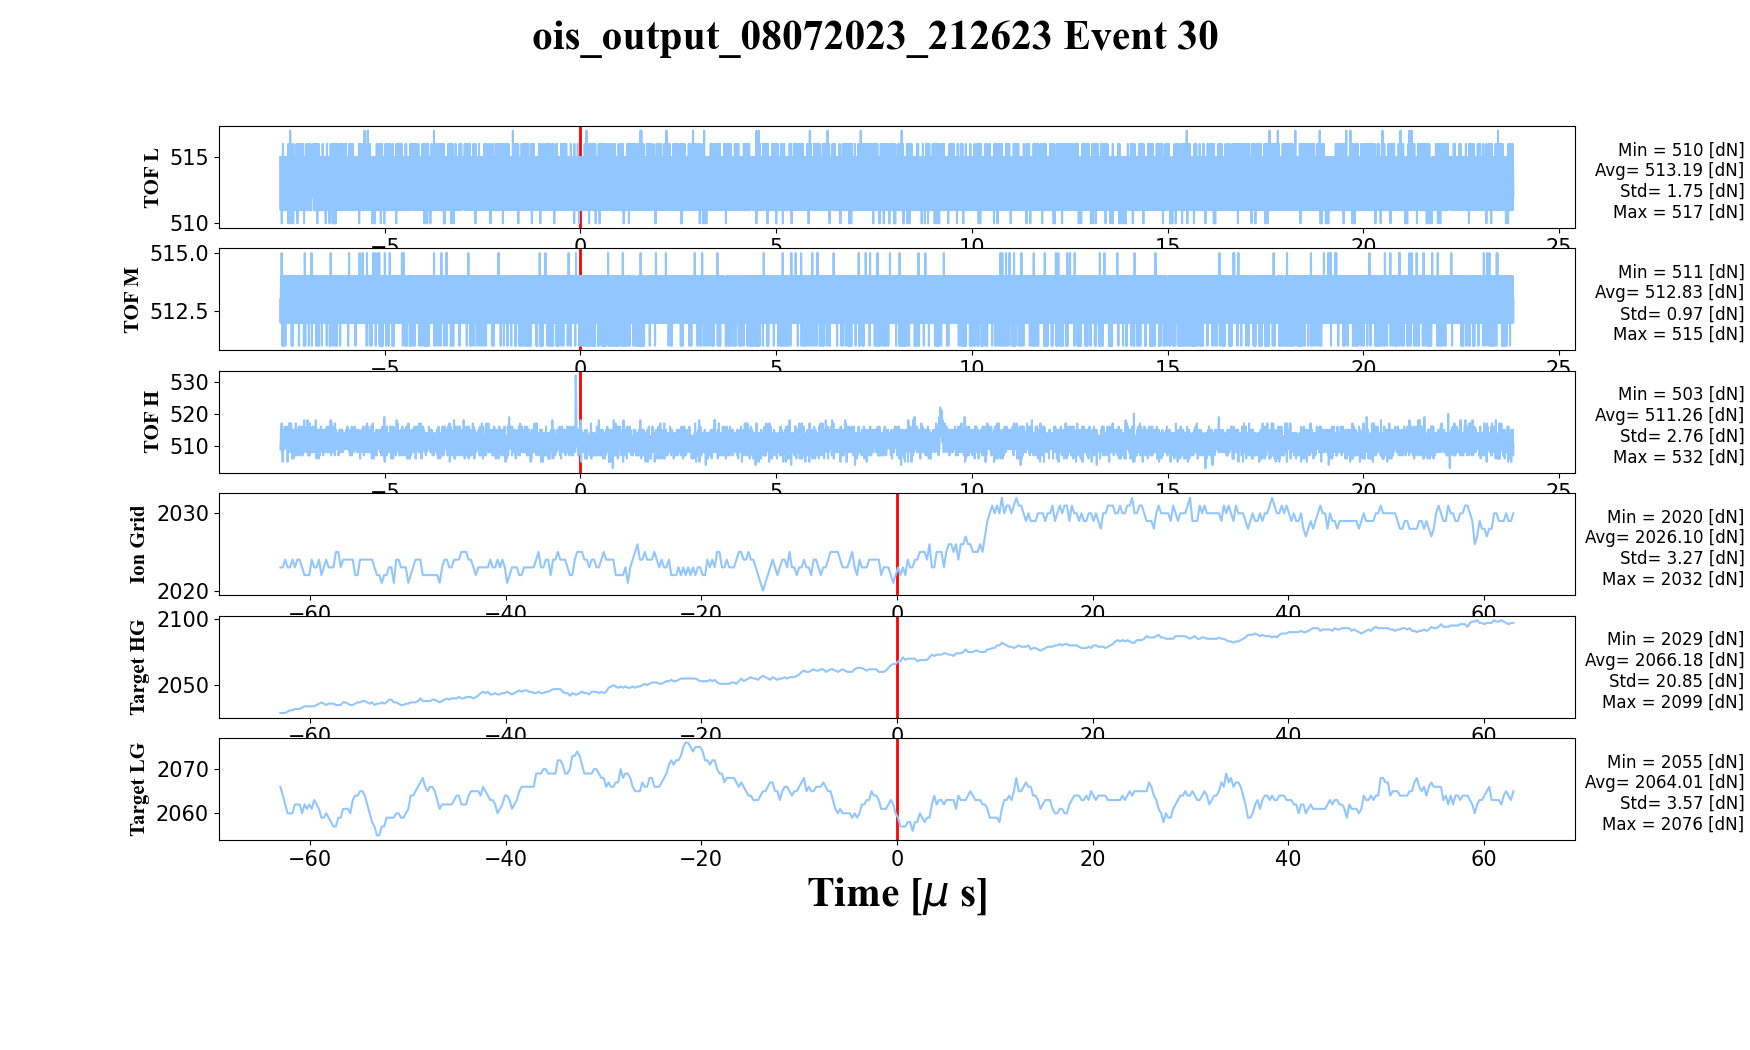 ois_output_08072023_212623 Event 30
TOF L
515
510
−5 0 5 10 15 20 25
Min = 510 [dN]
Avg= 513.19 [dN]
Std= 1.75 [dN]
Max = 517 [dN]
TOF M
515.0
512.5
−5 0 5 10 15 20 25
Min = 511 [dN]
Avg= 512.83 [dN]
Std= 0.97 [dN]
Max = 515 [dN]
TOF H
530
520
510
−5 0 5 10 15 20 25
Min = 503 [dN]
Avg= 511.26 [dN]
Std= 2.76 [dN]
Max = 532 [dN]
Ion Grid
2030
2020
−60 −40 −20 0 20 40 60
Min = 2020 [dN]
Avg= 2026.10 [dN]
Std= 3.27 [dN]
Max = 2032 [dN]
Target HG
2100
2050
−60 −40 −20 0 20 40 60
Min = 2029 [dN]
Avg= 2066.18 [dN]
Std= 20.85 [dN]
Max = 2099 [dN]
Target LG
2070
2060
−60 −40 −20 0 20 40 60
Min = 2055 [dN]
Avg= 2064.01 [dN]
Std= 3.57 [dN]
Max = 2076 [dN]
Time [μ s]